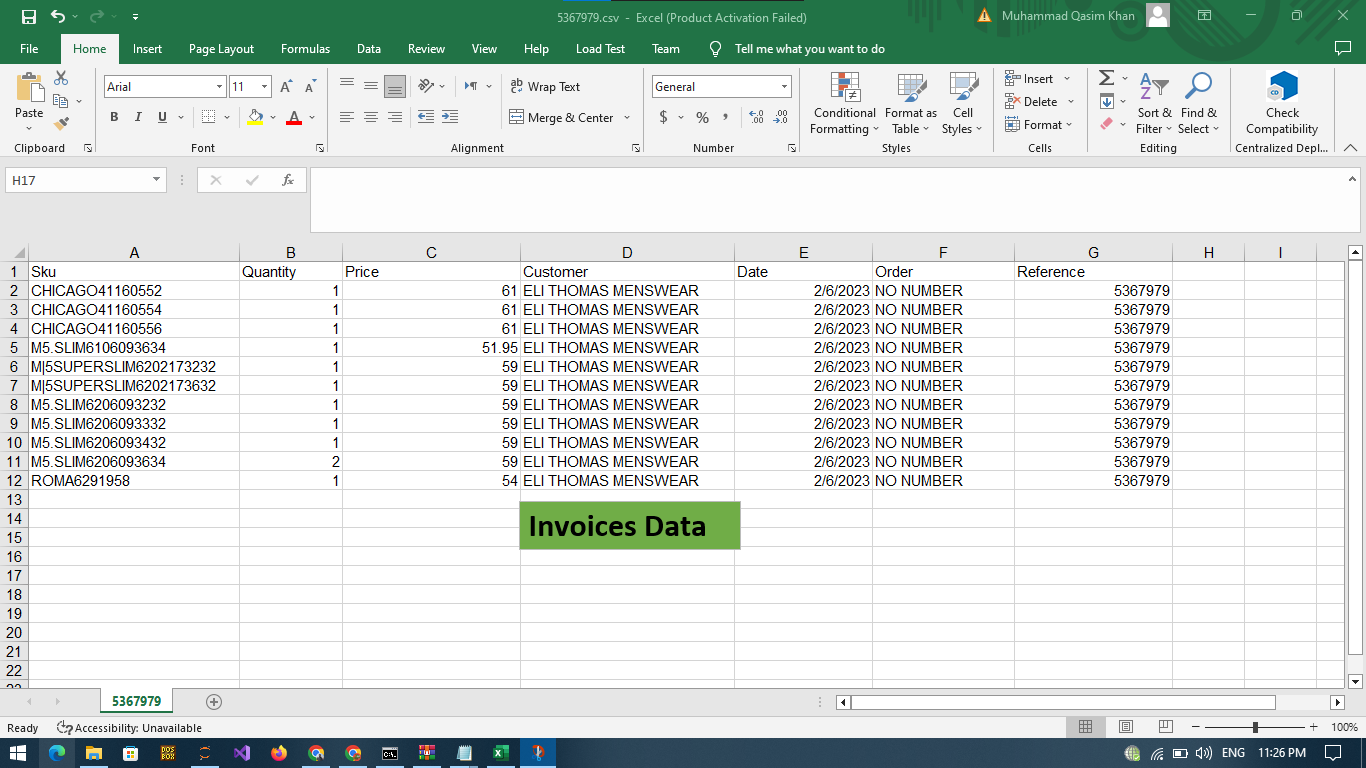 5367979.csv - Excel (Product Activation Failed)
Muhammad Qasim Khan
File Home Insert Page Layout Formulas Data Review View Help Load Test Team Tell me what you want to do
Paste
Clipboard
Arial 11
B I U A
Font
Wrap Text
Merge & Center
Alignment
General
$ % ,
Number
Conditional Formatting
Format as Table
Cell Styles
Styles
Insert
Delete
Format
Cells
Sort & Filter
Find & Select
Editing
Check Compatibility
Centralized Depl...
H17 fx
A B C D E F G H I
1 Sku Quantity Price Customer Date Order Reference
2 CHICAGO41160552 1 61 ELI THOMAS MENSWEAR 2/6/2023 NO NUMBER 5367979
3 CHICAGO41160554 1 61 ELI THOMAS MENSWEAR 2/6/2023 NO NUMBER 5367979
4 CHICAGO41160556 1 61 ELI THOMAS MENSWEAR 2/6/2023 NO NUMBER 5367979
5 M5.SLIM6106093634 1 51.95 ELI THOMAS MENSWEAR 2/6/2023 NO NUMBER 5367979
6 M|5SUPERSLIM6202173232 1 59 ELI THOMAS MENSWEAR 2/6/2023 NO NUMBER 5367979
7 M|5SUPERSLIM6202173632 1 59 ELI THOMAS MENSWEAR 2/6/2023 NO NUMBER 5367979
8 M5.SLIM6206093232 1 59 ELI THOMAS MENSWEAR 2/6/2023 NO NUMBER 5367979
9 M5.SLIM6206093332 1 59 ELI THOMAS MENSWEAR 2/6/2023 NO NUMBER 5367979
10 M5.SLIM6206093432 1 59 ELI THOMAS MENSWEAR 2/6/2023 NO NUMBER 5367979
11 M5.SLIM6206093634 2 59 ELI THOMAS MENSWEAR 2/6/2023 NO NUMBER 5367979
12 ROMA6291958 1 54 ELI THOMAS MENSWEAR 2/6/2023 NO NUMBER 5367979
13
14
Invoices Data
15
16
17
18
19
20
21
22
5367979
Ready Accessibility: Unavailable 100%
DOS BOX
ENG 11:26 PM